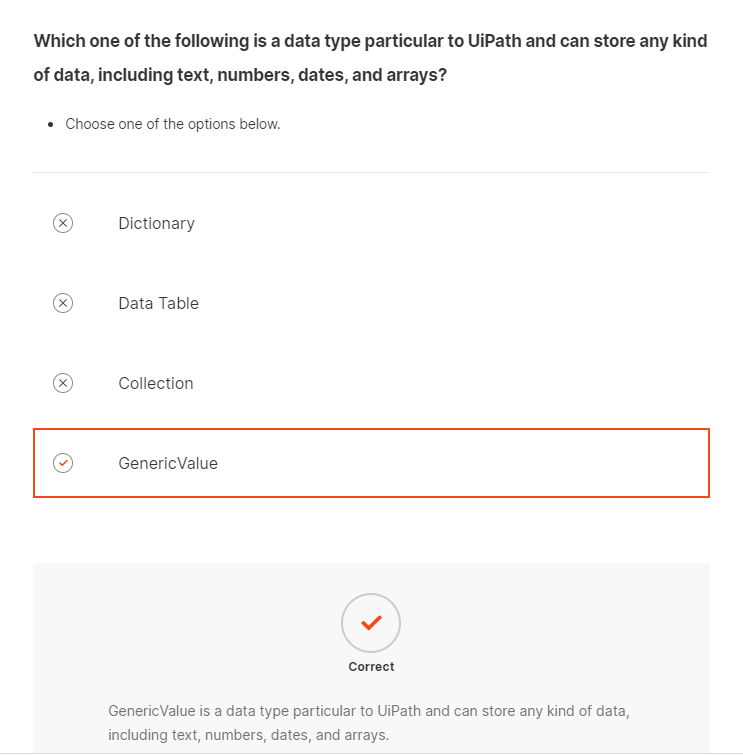 Which one of the following is a data type particular to UiPath and can store any kind
of data, including text, numbers, dates, and arrays?
Choose one of the options below.
Dictionary
Data Table
Collection
GenericValue
Correct
GenericValue is a data type particular to UiPath and can store any kind of data,
including text, numbers, dates, and arrays.